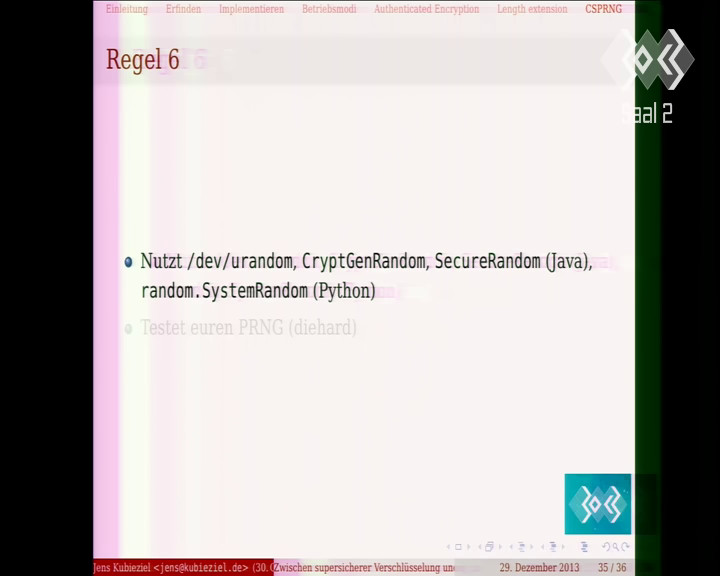 Einleitung Erfinden Implementieren Betriebsmodi Authenticated Encryption Length extension CSPRNG
Regel 6
Saal 2
Nutzt /dev/urandom, CryptGenRandom, SecureRandom (Java),
random.SystemRandom (Python)
Testet euren PRNG (diehard)
Jens Kubieziel <jens@kubieziel.de> (30. Zwischen supersicherer Verschlüsselung 29. Dezember 2013 35 / 36